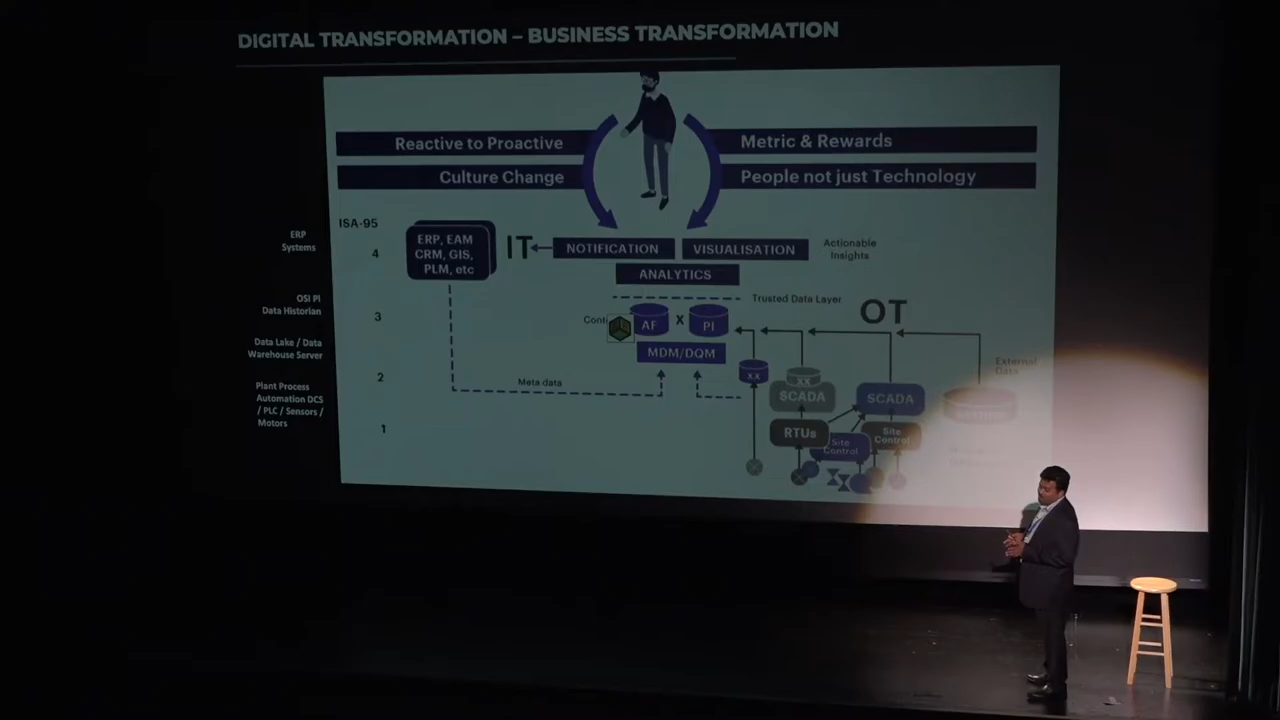 DIGITAL TRANSFORMATION – BUSINESS TRANSFORMATION
Reactive to Proactive
Metric & Rewards
Culture Change
People not just Technology
ISA-95
ERP
Systems
4
ERP, EAM
CRM, GIS,
PLM, etc
IT
NOTIFICATION
VISUALISATION
Actionable
Insights
ANALYTICS
OSI PI
Data Historian
3
Trusted Data Layer
OT
AF
X
PI
Data Lake / Data
Warehouse Server
MDM/DQM
External
Data
2
Meta data
XX
XX
SCADA
SCADA
Plant Process
Automation DCS
/ PLC / Sensors /
Motors
1
RTUs
Site
Control
Site
Control